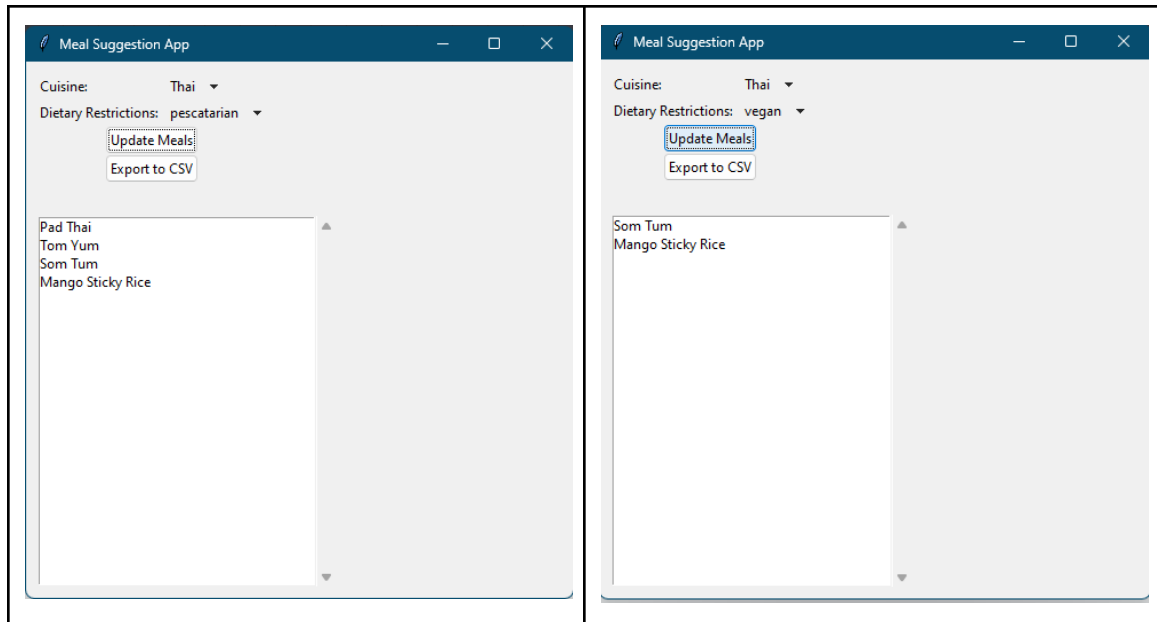 Meal Suggestion App
Cuisine: Thai
Dietary Restrictions: pescatarian
Update Meals
Export to CSV
Pad Thai
Tom Yum
Som Tum
Mango Sticky Rice
Meal Suggestion App
Cuisine: Thai
Dietary Restrictions: vegan
Update Meals
Export to CSV
Som Tum
Mango Sticky Rice